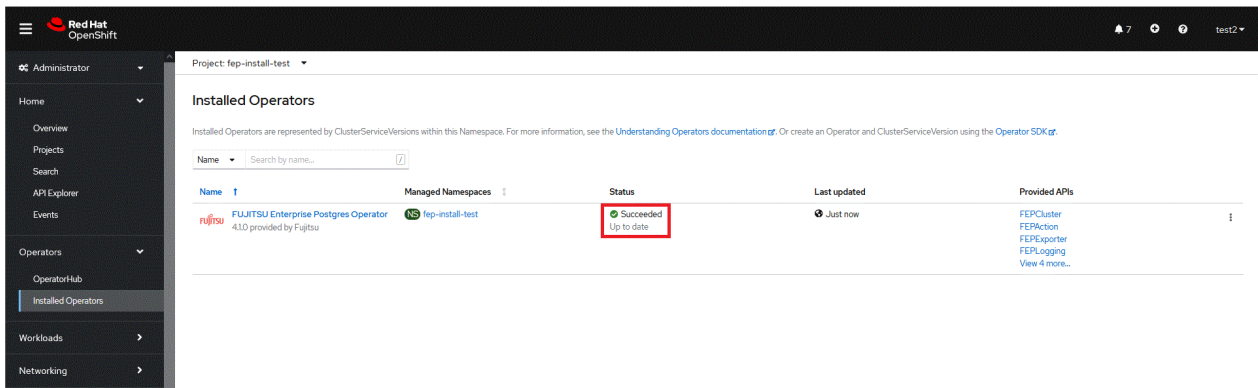 Red Hat
OpenShift
7
test2
Administrator
Project: fep-install-test
Home
Overview
Projects
Search
API Explorer
Events
Operators
OperatorHub
Installed Operators
Workloads
Networking
Installed Operators
Installed Operators are represented by ClusterServiceVersions within this Namespace. For more information, see the Understanding Operators documentation. Or create an Operator and ClusterServiceVersion using the Operator SDK.
Name Search by name... /
Name Managed Namespaces Status Last updated Provided APIs
FUJITSU FUJITSU Enterprise Postgres Operator NS fep-install-test Succeeded Just now FEPCluster
4.1.0 provided by Fujitsu Up to date FEPAction
FEPExporter
FEPLogging
View 4 more...